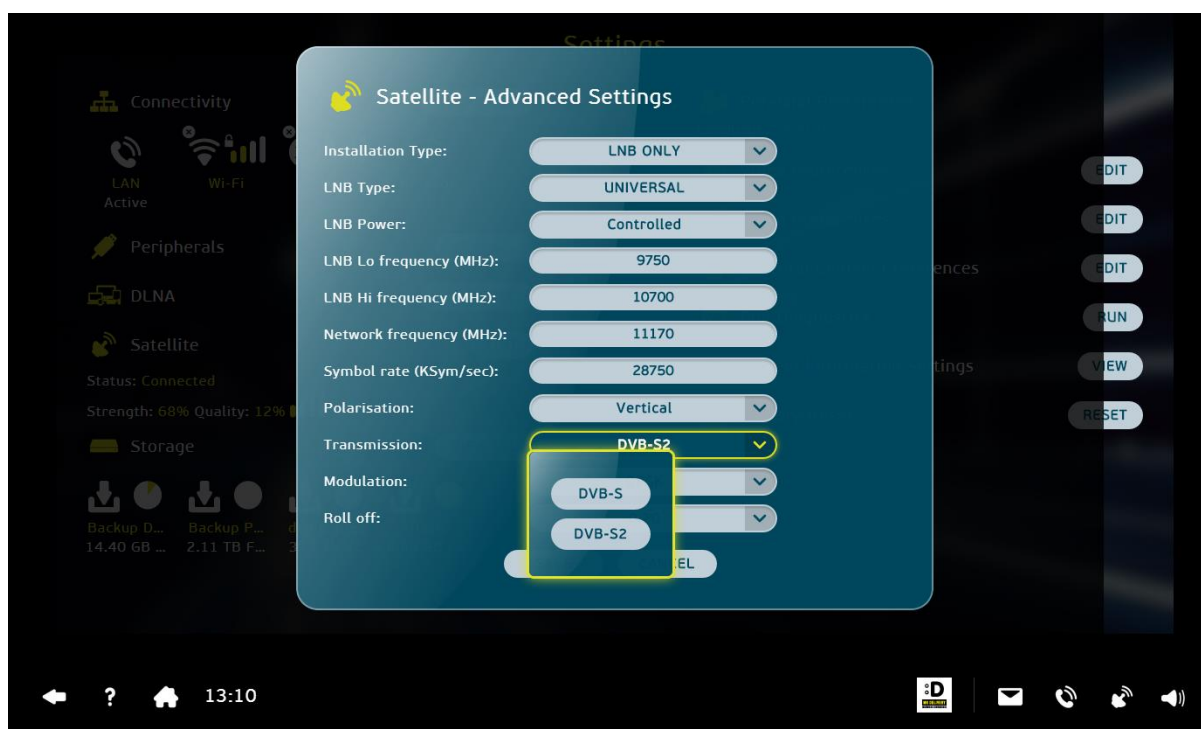 Settings
Satellite - Advanced Settings
Connectivity
LAN
Active
Wi-Fi
Peripherals
DLNA
Satellite
Status: Connected
Strength: 68% Quality: 12%
Storage
Backup D...
14.40 GB ...
Backup P...
2.11 TB F...
Installation Type: LNB ONLY
LNB Type: UNIVERSAL
LNB Power: Controlled
LNB Lo frequency (MHz): 9750
LNB Hi frequency (MHz): 10700
Network frequency (MHz): 11170
Symbol rate (KSym/sec): 28750
Polarisation: Vertical
Transmission: DVB-S2
Modulation:
Roll off:
DVB-S
DVB-S2
EL
EDIT
EDIT
ences EDIT
RUN
tings VIEW
RESET
? 13:10
:D